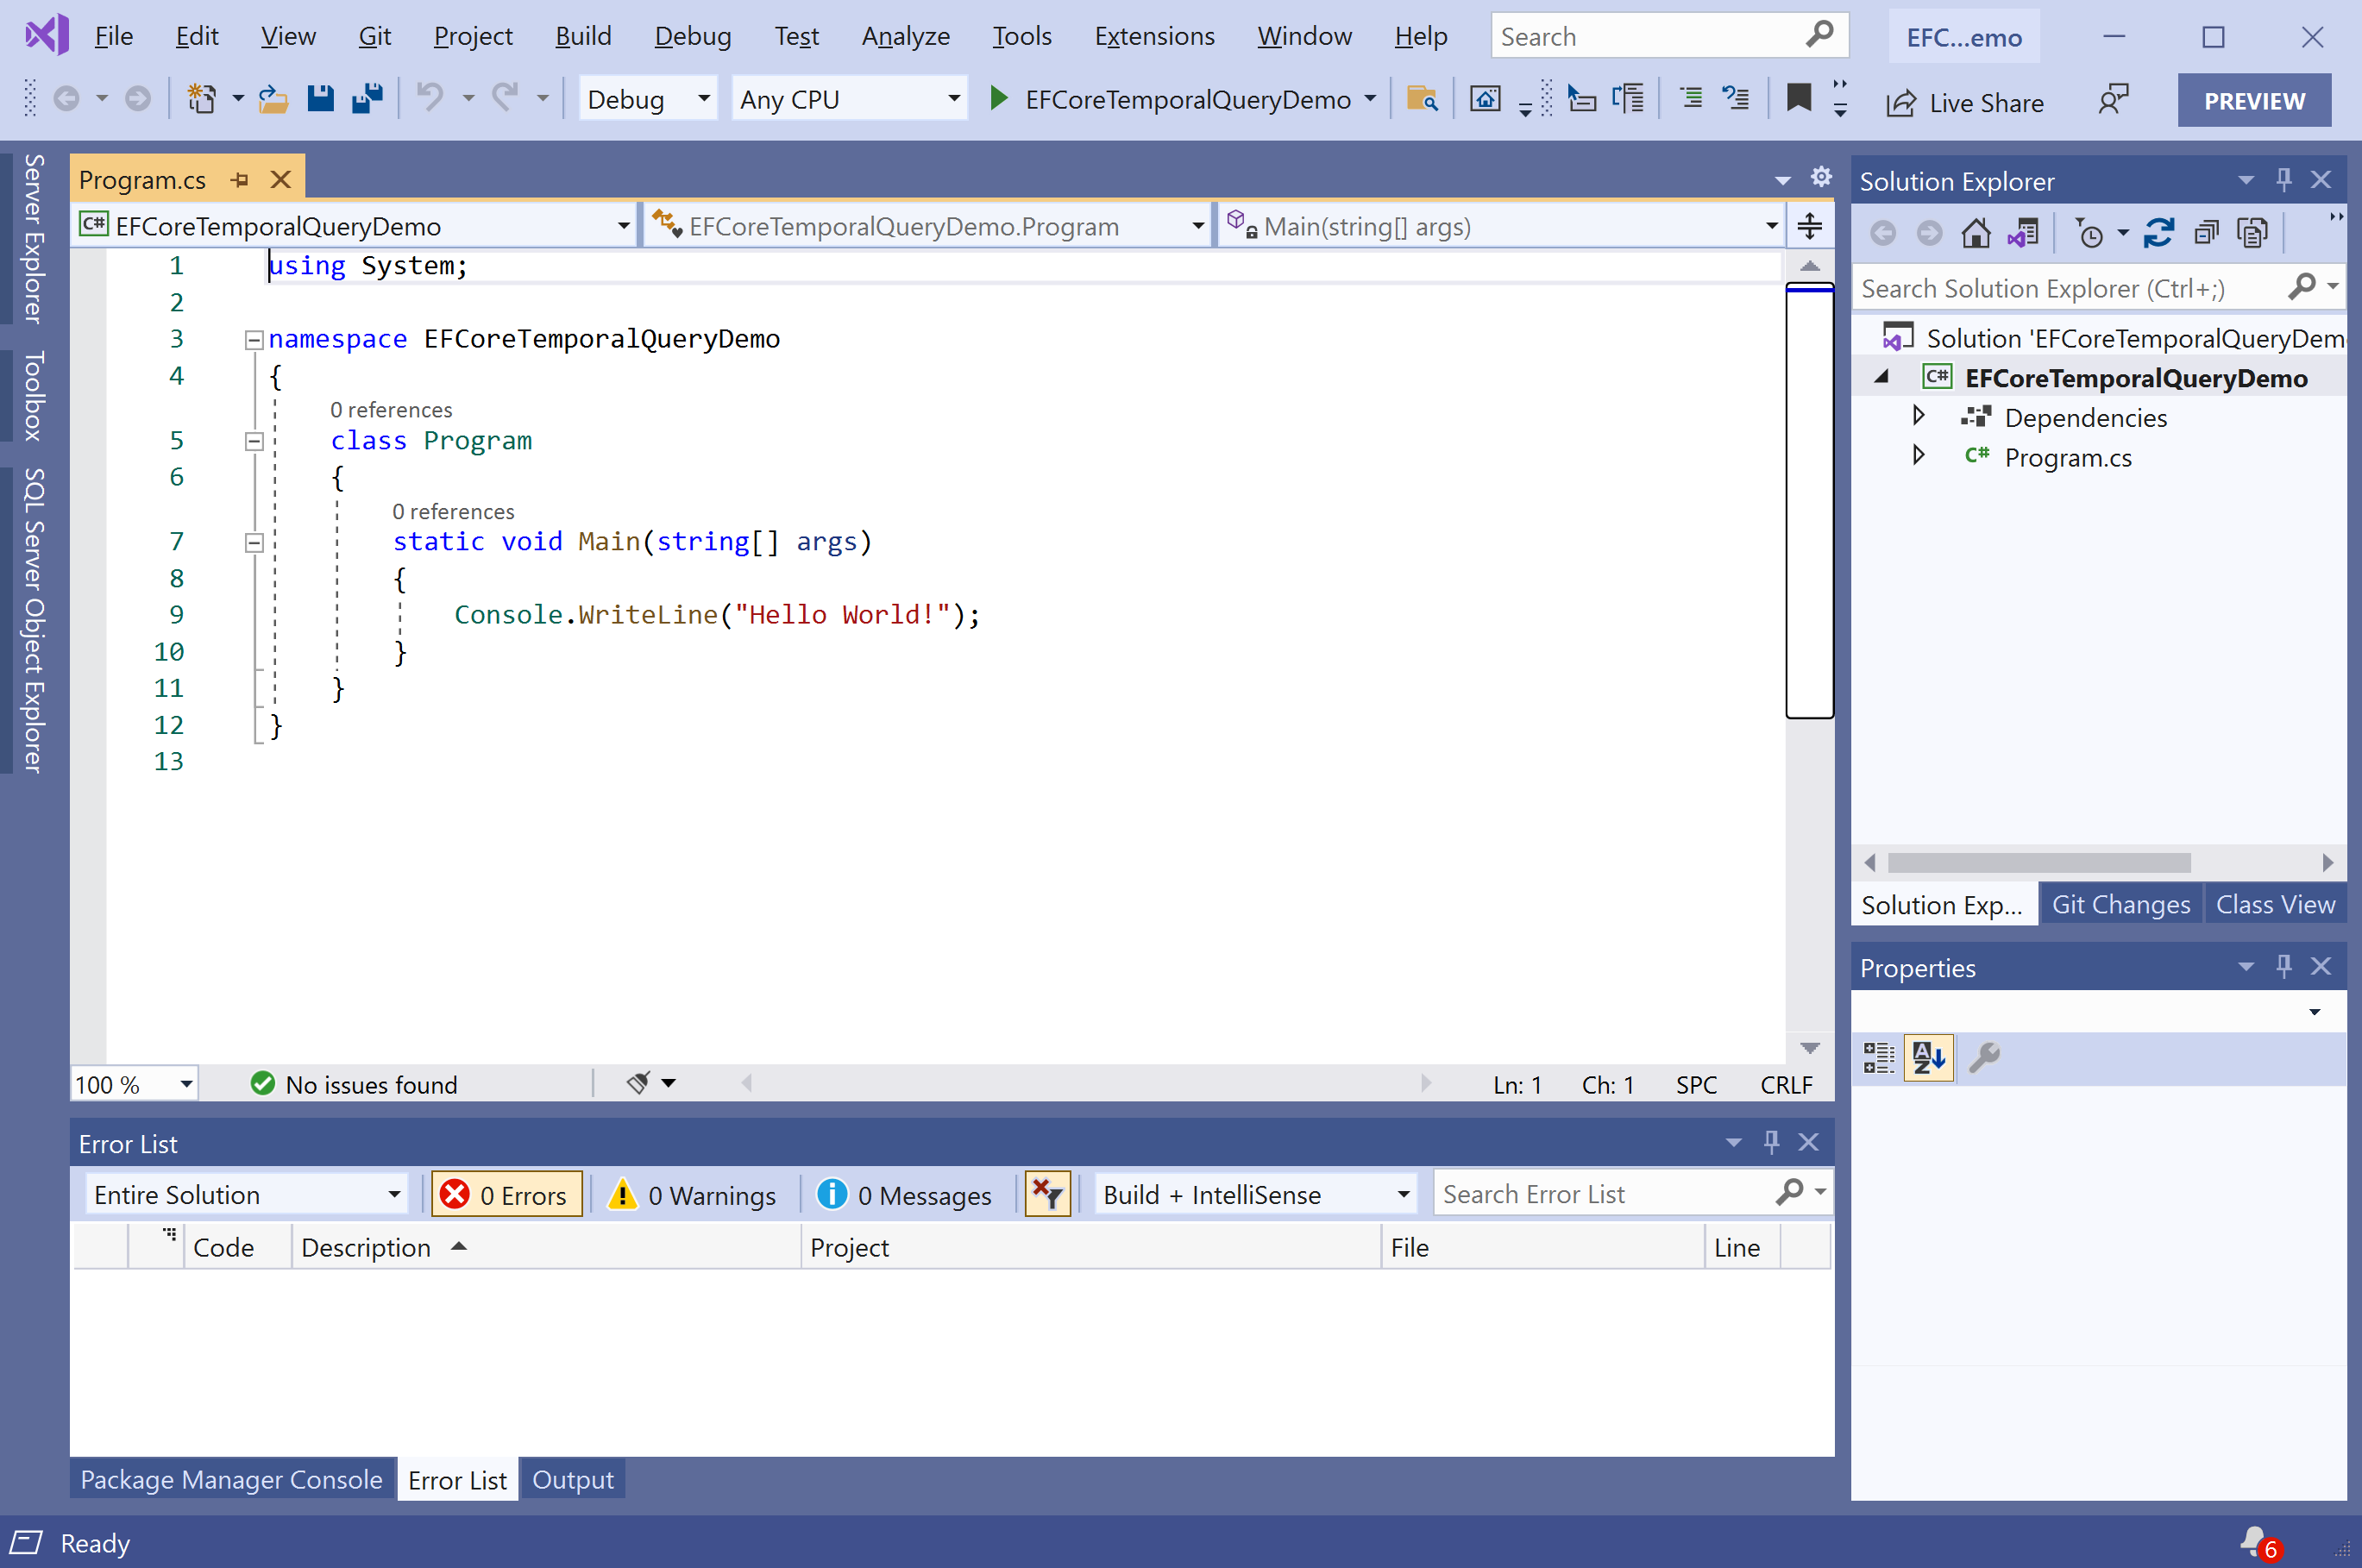 File Edit View Git Project Build Debug Test Analyze Tools Extensions Window Help Search EFC...emo
Debug Any CPU EFCoreTemporalQueryDemo Live Share PREVIEW
Server Explorer
Toolbox
SQL Server Object Explorer
Program.cs
C# EFCoreTemporalQueryDemo EFCoreTemporalQueryDemo.Program Main(string[] args)
1 using System;
2
3 namespace EFCoreTemporalQueryDemo
4 {
0 references
5 class Program
6 {
0 references
7 static void Main(string[] args)
8 {
9 Console.WriteLine("Hello World!");
10 }
11 }
12 }
13
100 % No issues found Ln: 1 Ch: 1 SPC CRLF
Error List
Entire Solution 0 Errors 0 Warnings 0 Messages Build + IntelliSense Search Error List
Code Description Project File Line
Package Manager Console Error List Output
Solution Explorer
Search Solution Explorer (Ctrl+;)
Solution 'EFCoreTemporalQueryDem
C# EFCoreTemporalQueryDemo
Dependencies
C# Program.cs
Solution Exp... Git Changes Class View
Properties
AZ
Ready 6